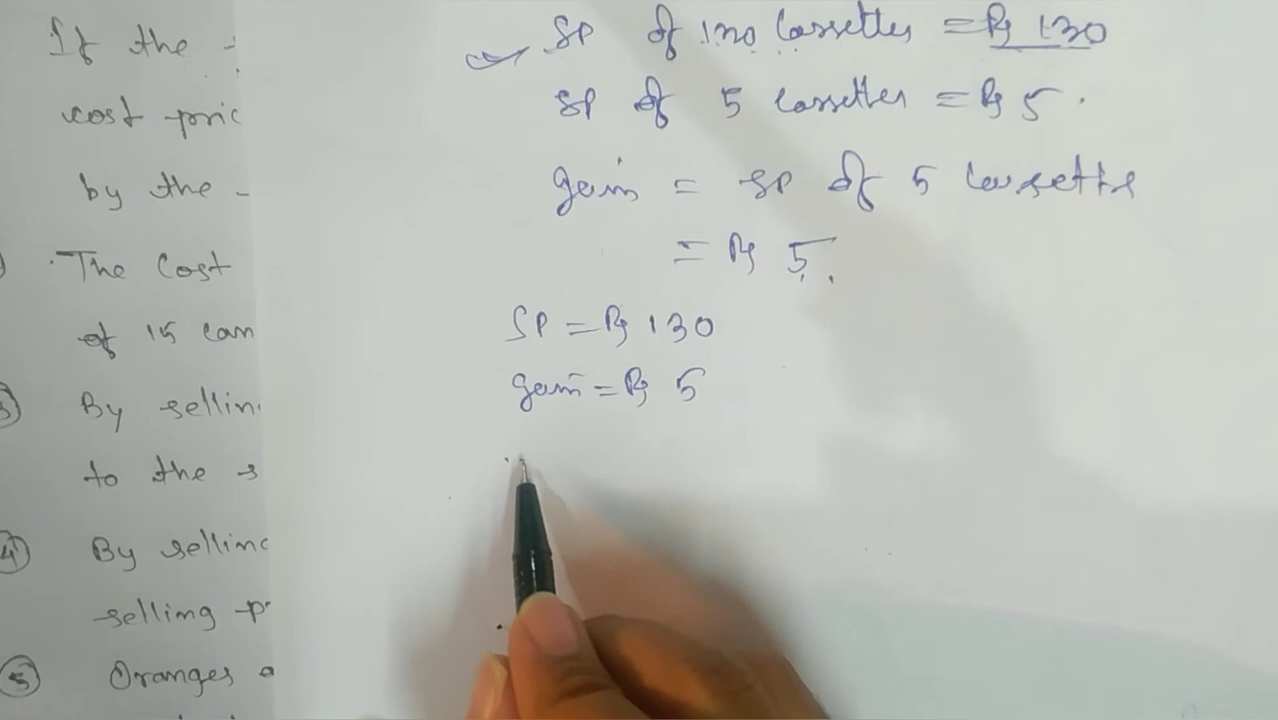 If the
cost pric
by the
The Cost
of 15 can
By sellin
to the s
4 By selling
selling p
5 Oranges a
SP of 130 Cassettes = Rs 130
SP of 5 cassettes = Rs 5.
gain = SP of 5 cassette
= Rs 5.
SP = Rs 130
gain = Rs 5